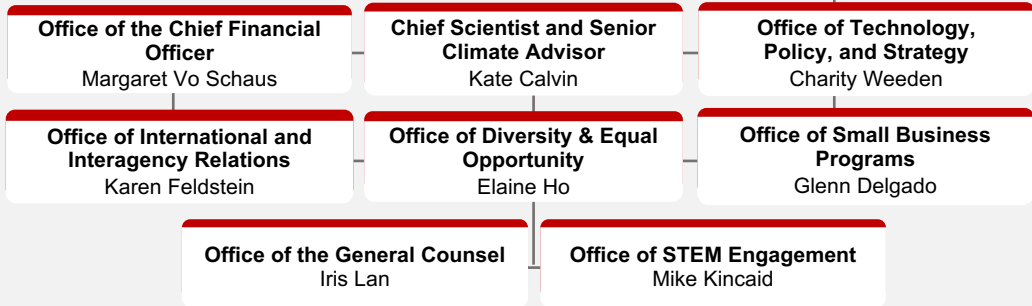 Office of the Chief Financial
Officer
Margaret Vo Schaus
Chief Scientist and Senior
Climate Advisor
Kate Calvin
Office of Technology,
Policy, and Strategy
Charity Weeden
Office of International and
Interagency Relations
Karen Feldstein
Office of Diversity & Equal
Opportunity
Elaine Ho
Office of Small Business
Programs
Glenn Delgado
Office of the General Counsel
Iris Lan
Office of STEM Engagement
Mike Kincaid